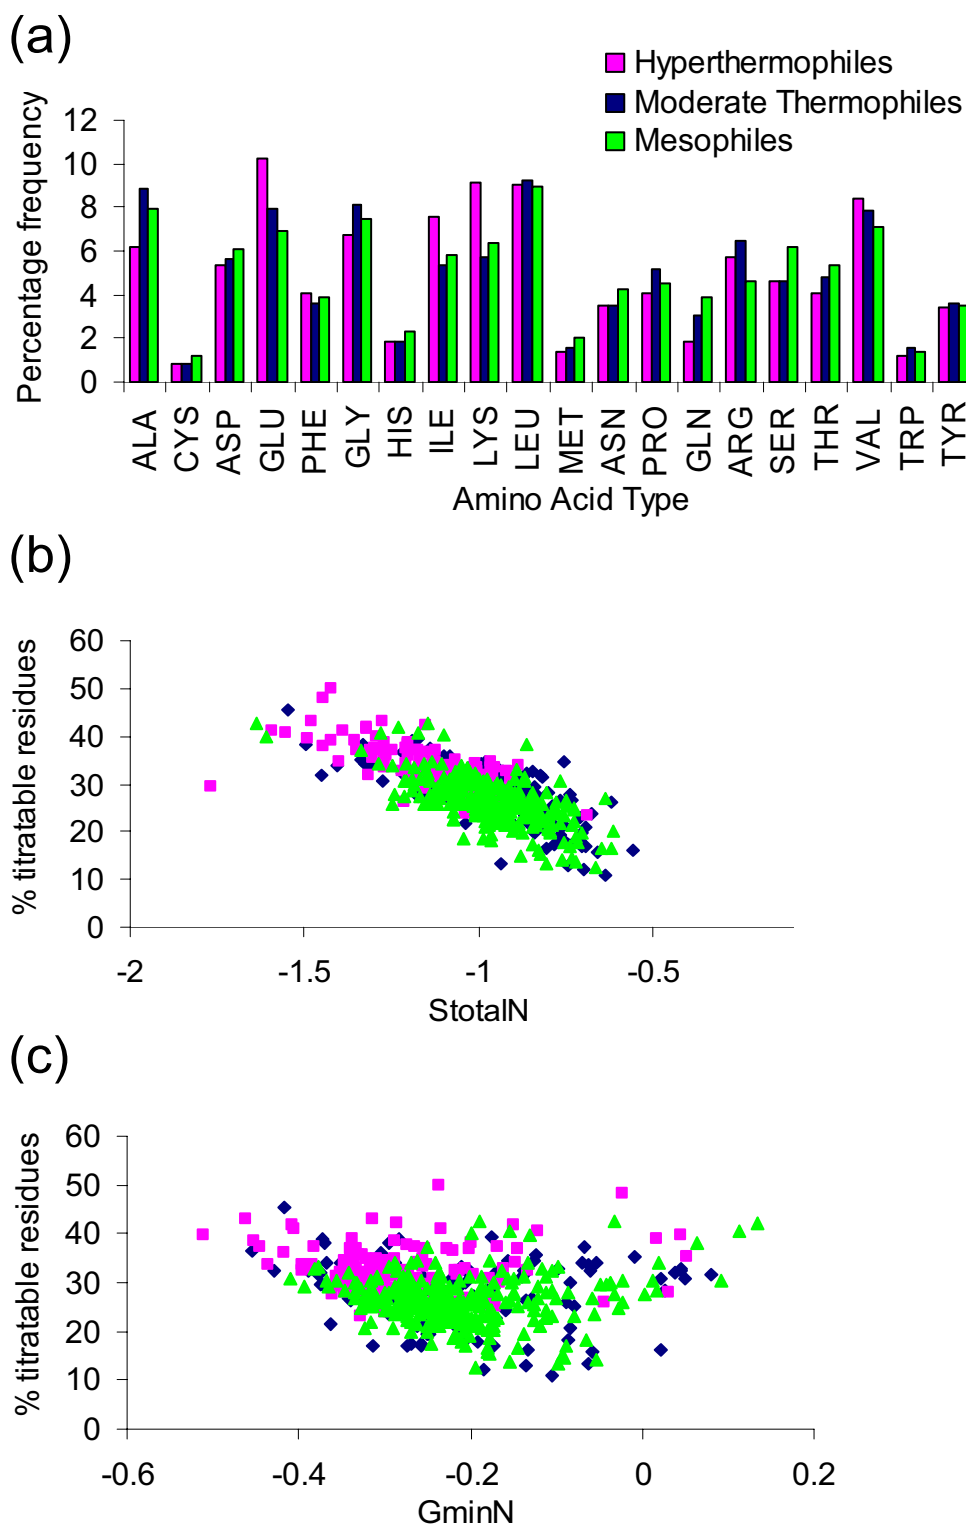 (a)
Hyperthermophiles
Moderate Thermophiles
Mesophiles
Percentage frequency
12
10
8
6
4
2
0
ALA CYS ASP GLU PHE GLY HIS ILE LYS LEU MET ASN PRO GLN ARG SER THR VAL TRP TYR
Amino Acid Type
(b)
% titratable residues
60
50
40
30
20
10
0
-2 -1.5 -1 -0.5
StotalN
(c)
% titratable residues
60
50
40
30
20
10
0
-0.6 -0.4 -0.2 0 0.2
GminN